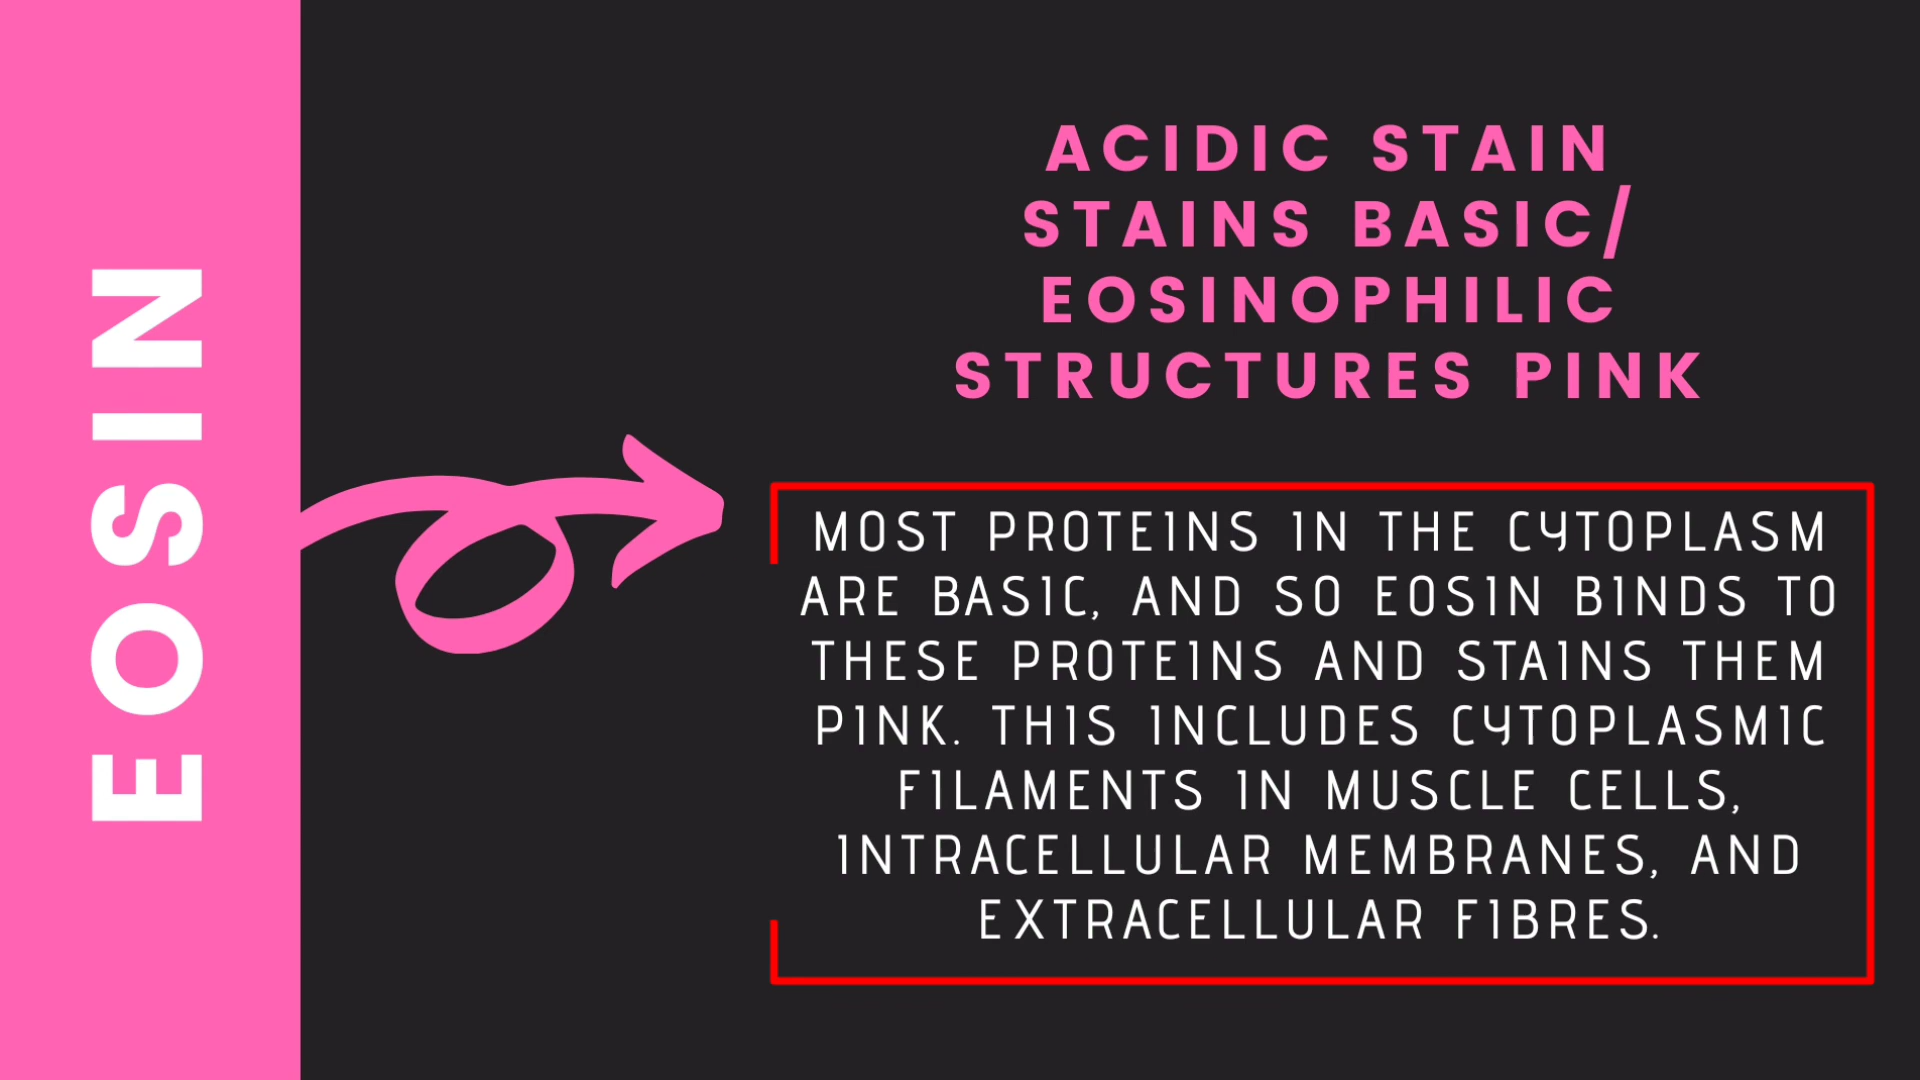 EOSIN
ACIDIC STAIN
STAINS BASIC/
EOSINOPHILIC
STRUCTURES PINK
MOST PROTEINS IN THE CYTOPLASM
ARE BASIC, AND SO EOSIN BINDS TO
THESE PROTEINS AND STAINS THEM
PINK. THIS INCLUDES CYTOPLASMIC
FILAMENTS IN MUSCLE CELLS,
INTRACELLULAR MEMBRANES, AND
EXTRACELLULAR FIBRES.